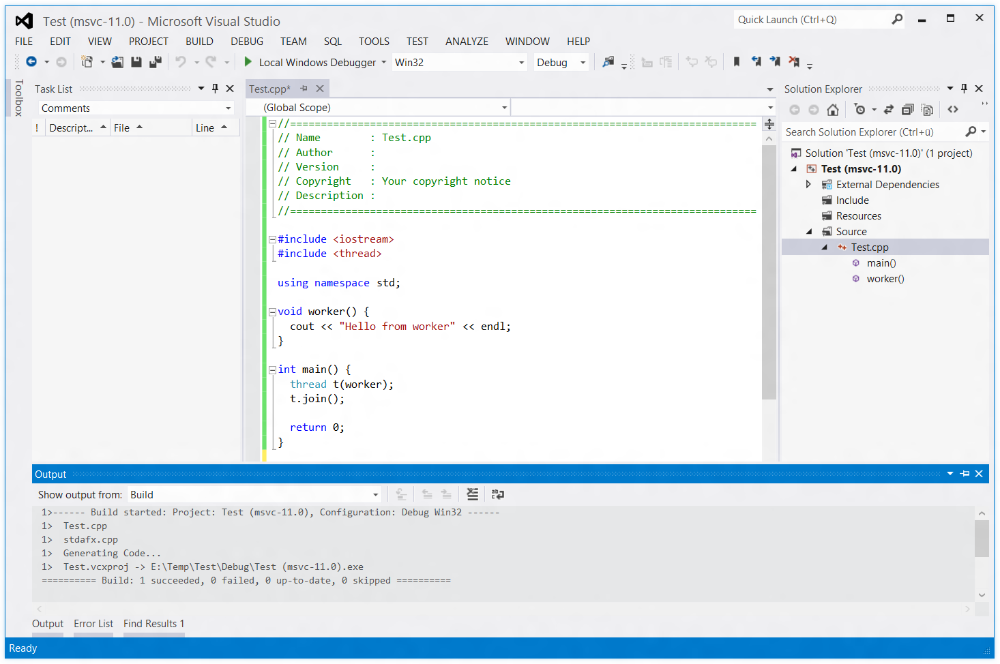 Test (msvc-11.0) - Microsoft Visual Studio
Quick Launch (Ctrl+Q)
FILE EDIT VIEW PROJECT BUILD DEBUG TEAM SQL TOOLS TEST ANALYZE WINDOW HELP
Local Windows Debugger Win32 Debug
Toolbox
Task List
Comments
! Descript... File Line
Test.cpp*
(Global Scope)
//============================================================================
// Name        : Test.cpp
// Author      :
// Version     :
// Copyright   : Your copyright notice
// Description :
//============================================================================
#include <iostream>
#include <thread>
using namespace std;
void worker() {
  cout << "Hello from worker" << endl;
}
int main() {
  thread t(worker);
  t.join();
  return 0;
}
Solution Explorer
Search Solution Explorer (Ctrl+ü)
Solution 'Test (msvc-11.0)' (1 project)
Test (msvc-11.0)
External Dependencies
Include
Resources
Source
Test.cpp
main()
worker()
Output
Show output from: Build
1>------ Build started: Project: Test (msvc-11.0), Configuration: Debug Win32 ------
1>  Test.cpp
1>  stdafx.cpp
1>  Generating Code...
1>  Test.vcxproj -> E:\Temp\Test\Debug\Test (msvc-11.0).exe
========== Build: 1 succeeded, 0 failed, 0 up-to-date, 0 skipped ==========
Output Error List Find Results 1
Ready